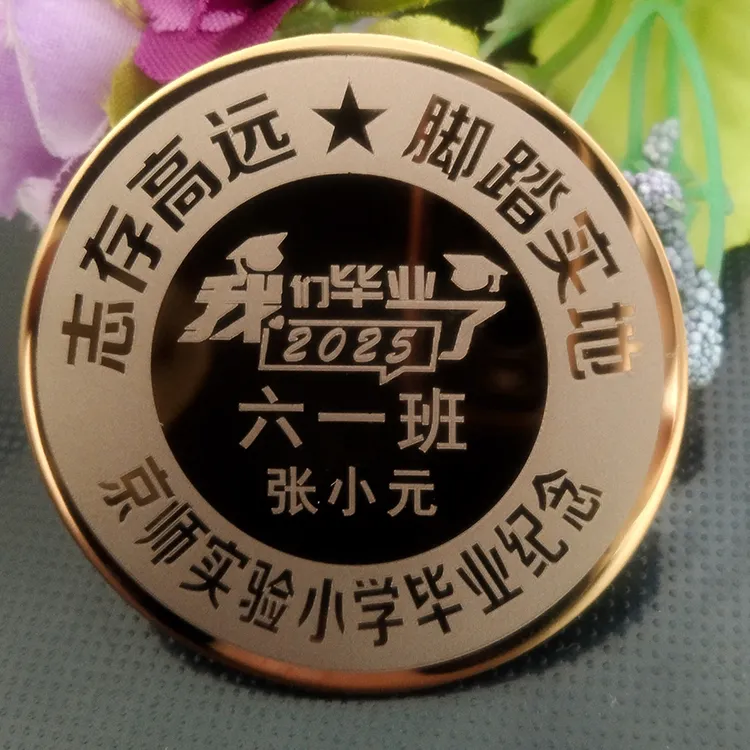 志存高远★脚踏实地
我们毕业了
2025
六一班
张小元
京师实验小学毕业纪念